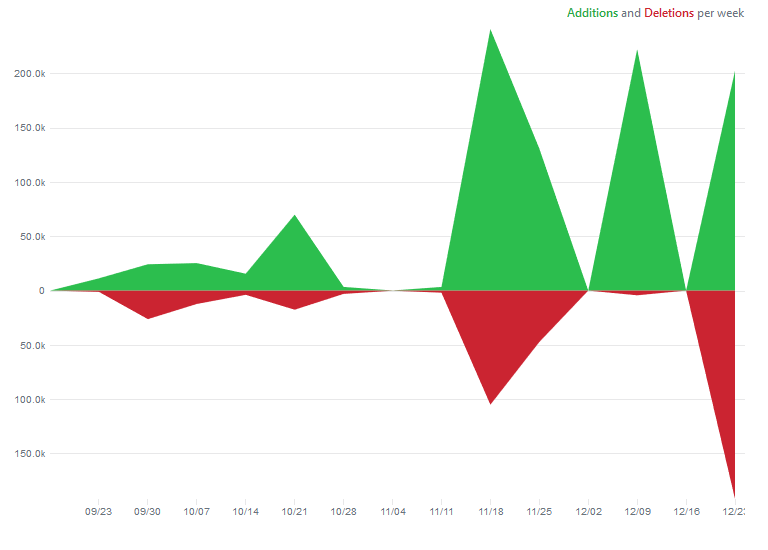 Additions and Deletions per week
200.0k
150.0k
100.0k
50.0k
0
50.0k
100.0k
150.0k
09/23 09/30 10/07 10/14 10/21 10/28 11/04 11/11 11/18 11/25 12/02 12/09 12/16